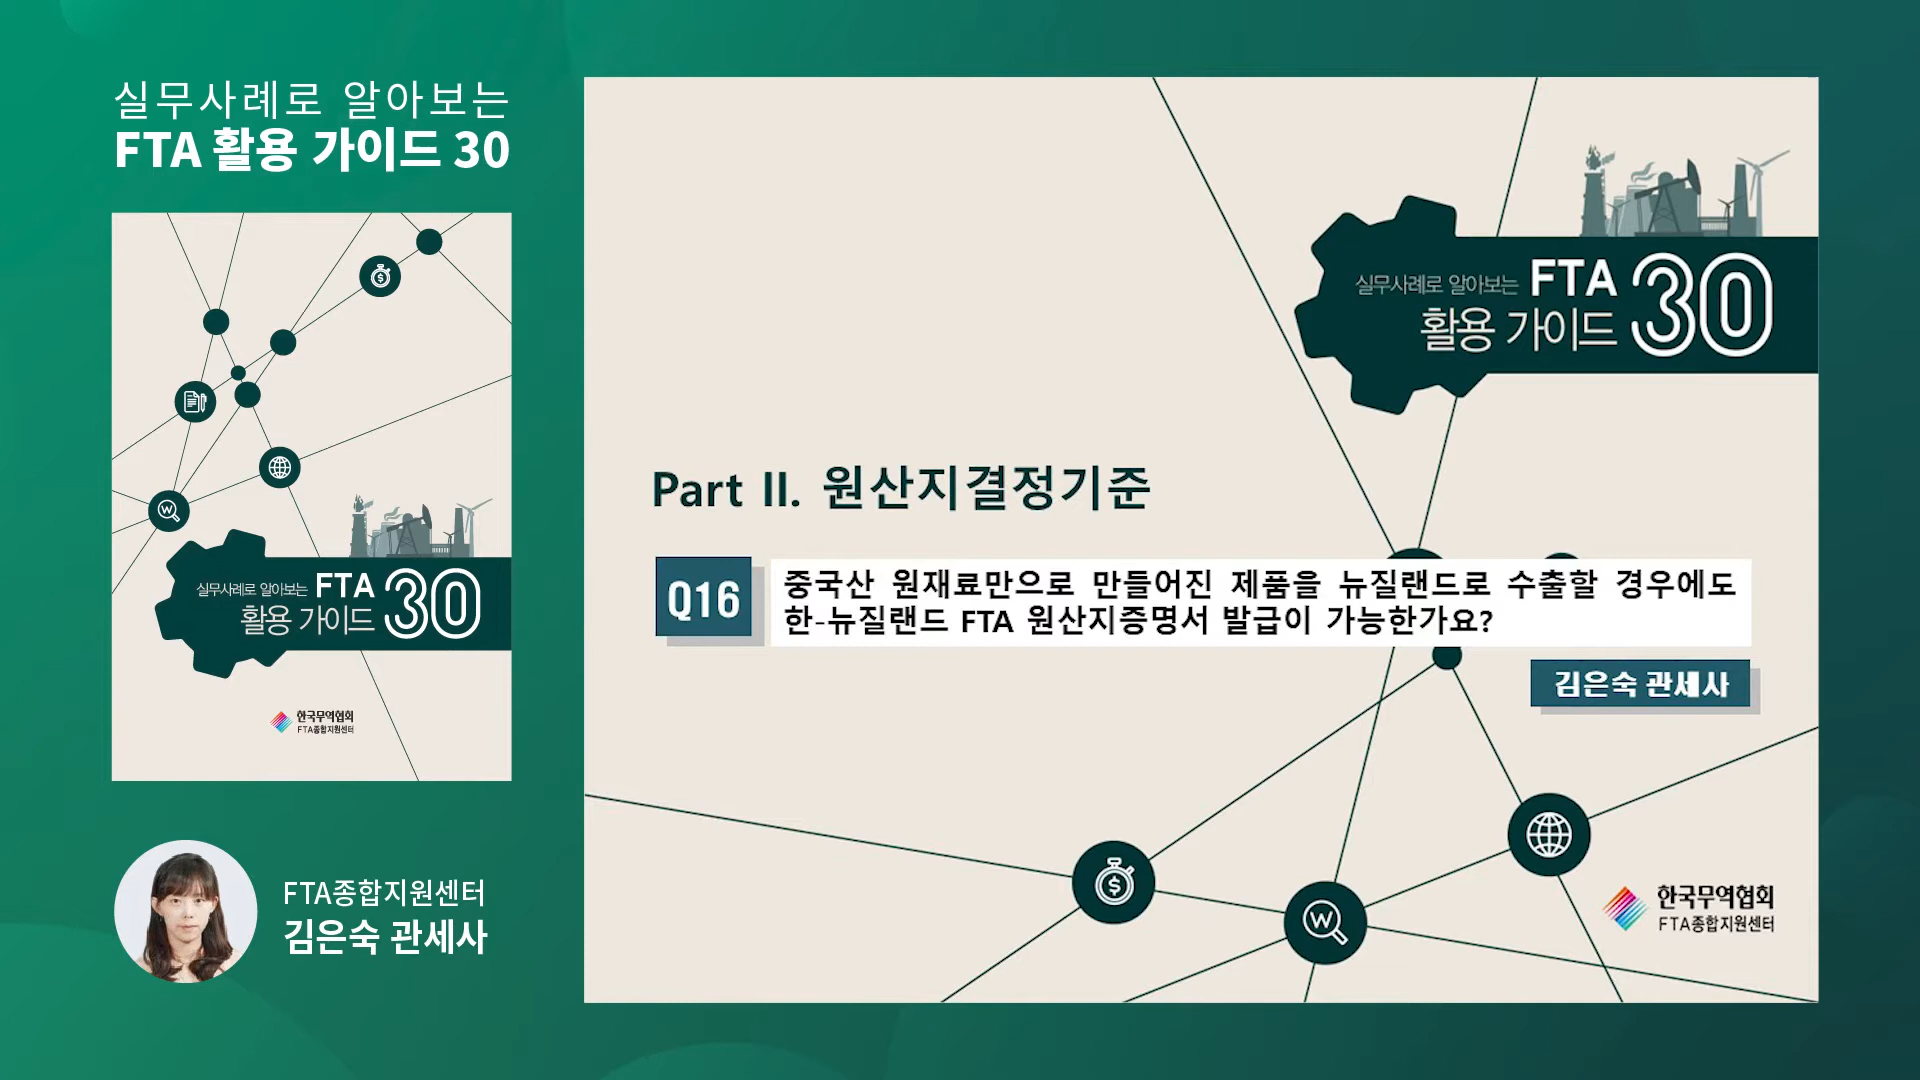 실무사례로 알아보는
FTA 활용 가이드 30
실무사례로 알아보는 FTA 30
활용 가이드
한국무역협회
FTA종합지원센터
FTA종합지원센터
김은숙 관세사
실무사례로 알아보는 FTA 30
활용 가이드
Part II. 원산지결정기준
Q16
중국산 원재료만으로 만들어진 제품을 뉴질랜드로 수출할 경우에도
한-뉴질랜드 FTA 원산지증명서 발급이 가능한가요?
김은숙 관세사
한국무역협회
FTA종합지원센터